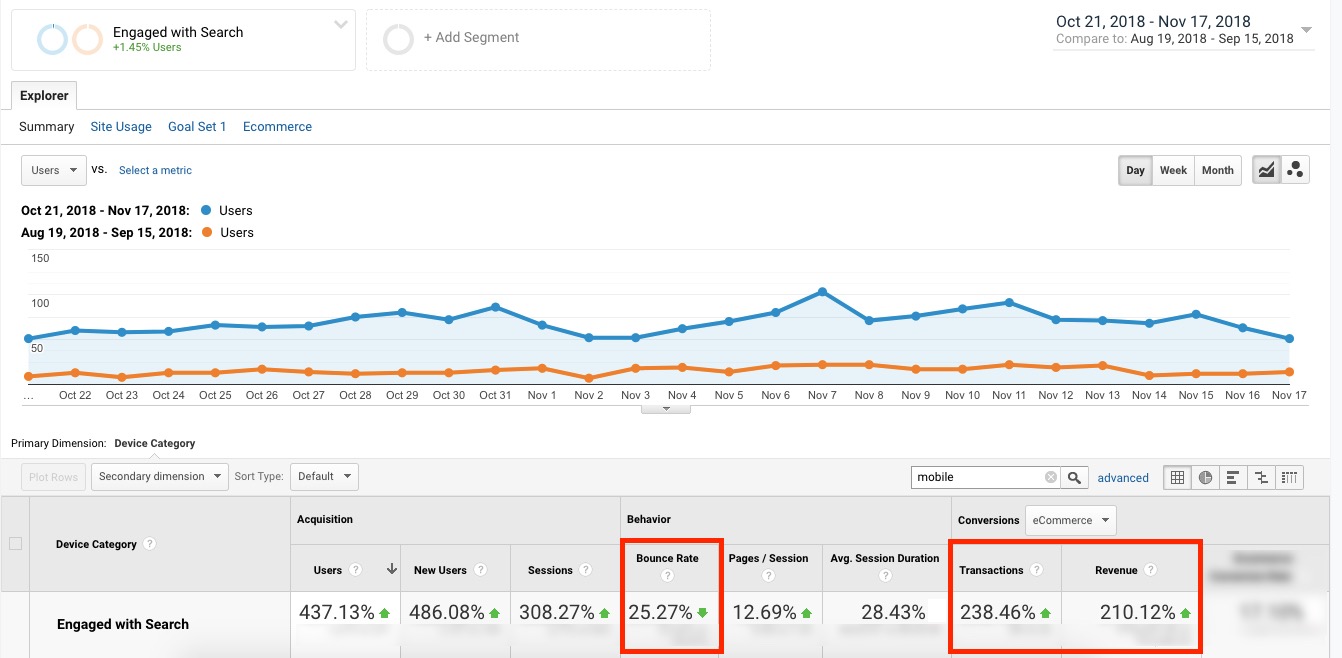 Engaged with Search
+1.45% Users
+ Add Segment
Oct 21, 2018 - Nov 17, 2018
Compare to: Aug 19, 2018 - Sep 15, 2018
Explorer
Summary Site Usage Goal Set 1 Ecommerce
Users VS. Select a metric
Day Week Month
Oct 21, 2018 - Nov 17, 2018: Users
Aug 19, 2018 - Sep 15, 2018: Users
150
100
50
... Oct 22 Oct 23 Oct 24 Oct 25 Oct 26 Oct 27 Oct 28 Oct 29 Oct 30 Oct 31 Nov 1 Nov 2 Nov 3 Nov 4 Nov 5 Nov 6 Nov 7 Nov 8 Nov 9 Nov 10 Nov 11 Nov 12 Nov 13 Nov 14 Nov 15 Nov 16 Nov 17
Primary Dimension: Device Category
Plot Rows Secondary dimension Sort Type: Default mobile advanced
Acquisition Behavior Conversions eCommerce
Device Category ?
Users ? New Users ? Sessions ? Bounce Rate ? Pages / Session ? Avg. Session Duration ? Transactions ? Revenue ?
Engaged with Search
437.13% 486.08% 308.27% 25.27% 12.69% 28.43% 238.46% 210.12%